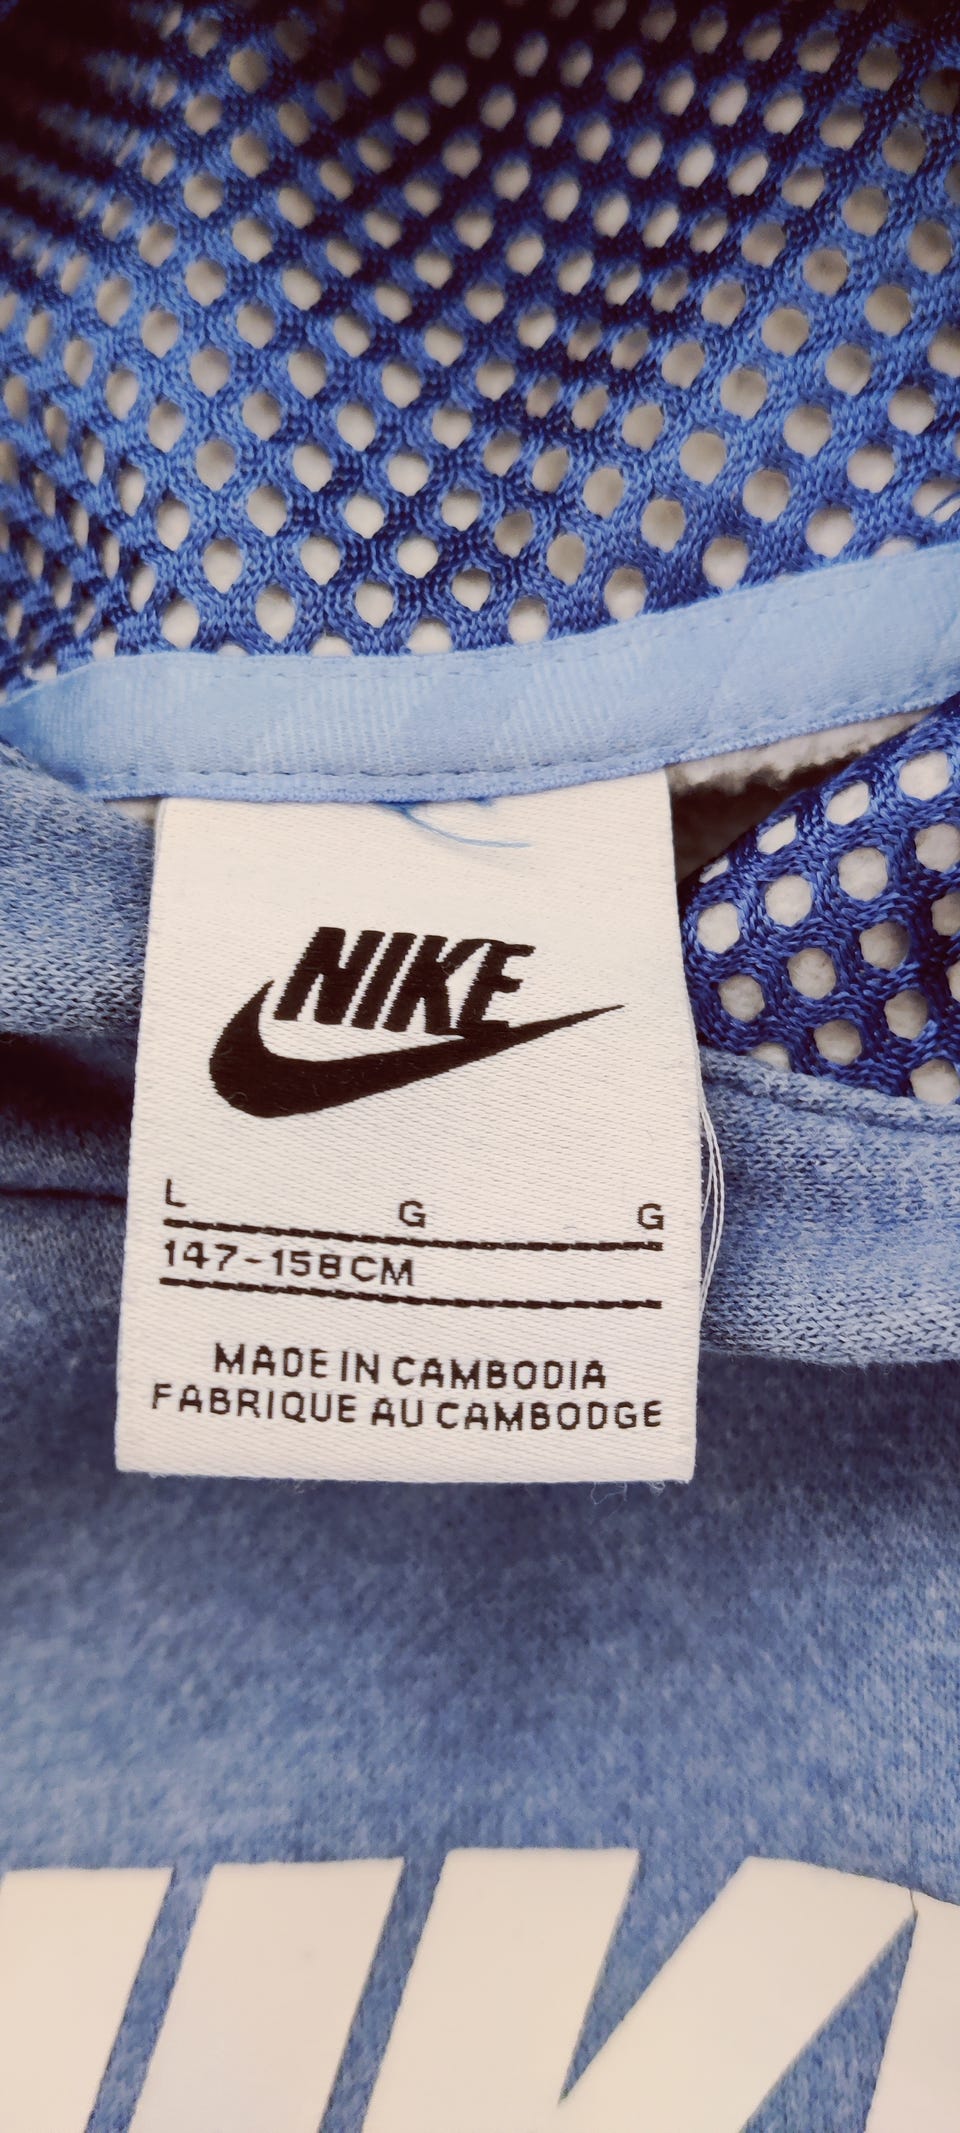 NIKE
L G G
147-158CM
MADE IN CAMBODIA
FABRIQUE AU CAMBODGE